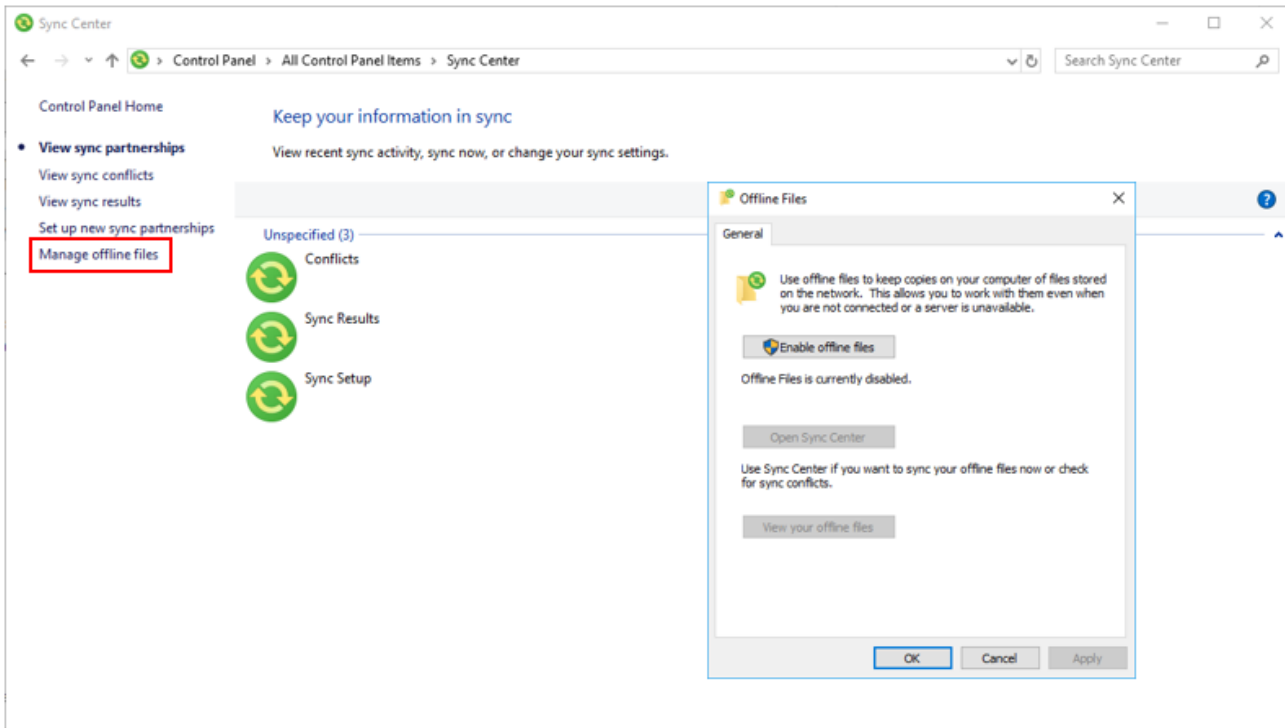 Sync Center
Control Panel > All Control Panel Items > Sync Center
Search Sync Center
Control Panel Home
View sync partnerships
View sync conflicts
View sync results
Set up new sync partnerships
Manage offline files
Keep your information in sync
View recent sync activity, sync now, or change your sync settings.
Unspecified (3)
Conflicts
Sync Results
Sync Setup
Offline Files
General
Use offline files to keep copies on your computer of files stored
on the network. This allows you to work with them even when
you are not connected or a server is unavailable.
Enable offline files
Offline Files is currently disabled.
Open Sync Center
Use Sync Center if you want to sync your offline files now or check
for sync conflicts.
View your offline files
OK
Cancel
Apply
?